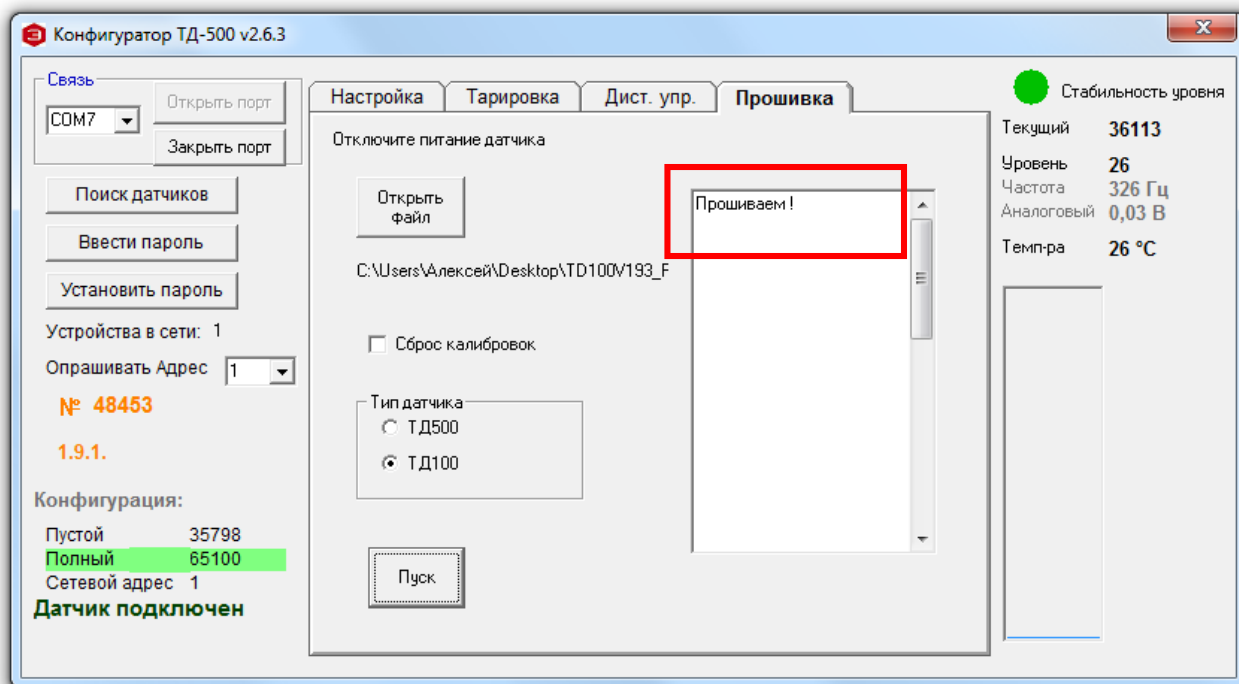 Конфигуратор ТД-500 v2.6.3
Связь
COM7
Открыть порт
Закрыть порт
Поиск датчиков
Ввести пароль
Установить пароль
Устройства в сети: 1
Опрашивать Адрес 1
№ 48453
1.9.1.
Конфигурация:
Пустой 35798
Полный 65100
Сетевой адрес 1
Датчик подключен
Настройка Тарировка Дист. упр. Прошивка
Отключите питание датчика
Открыть
файл
C:\Users\Алексей\Desktop\TD100V193_F
Сброс калибровок
Тип датчика
ТД500
ТД100
Пуск
Прошиваем !
Стабильность уровня
Текущий 36113
Уровень 26
Частота 326 Гц
Аналоговый 0,03 В
Темп-ра 26 °C